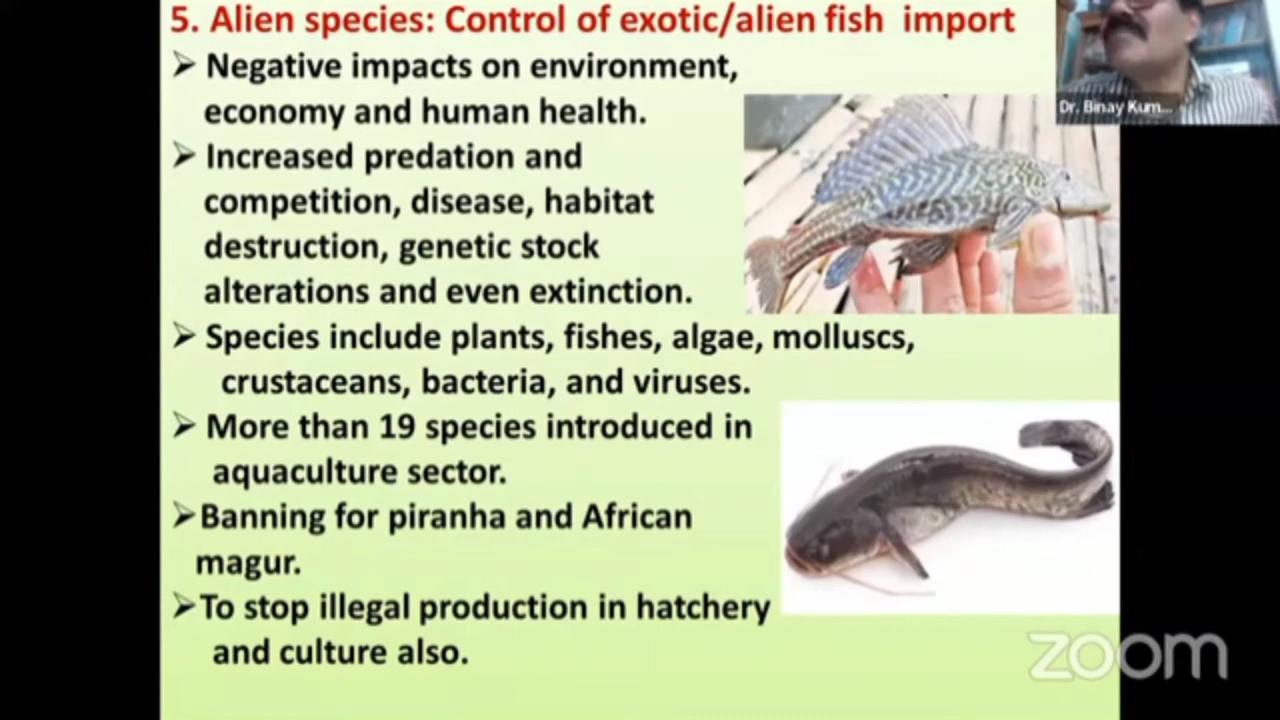 5. Alien species: Control of exotic/alien fish import
➢ Negative impacts on environment,
economy and human health.
➢ Increased predation and
competition, disease, habitat
destruction, genetic stock
alterations and even extinction.
➢ Species include plants, fishes, algae, molluscs,
crustaceans, bacteria, and viruses.
➢ More than 19 species introduced in
aquaculture sector.
➢Banning for piranha and African
magur.
➢To stop illegal production in hatchery
and culture also.
Dr. Binay Kum...
zoom